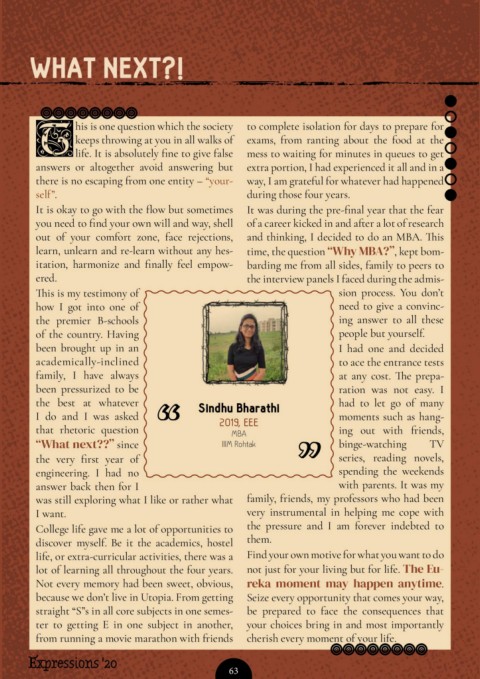 WHAT NEXT?!
This is one question which the society
keeps throwing at you in all walks of
life. It is absolutely fine to give false
answers or altogether avoid answering but
there is no escaping from one entity – “your-
self”.
It is okay to go with the flow but sometimes
you need to find your own will and way, shell
out of your comfort zone, face rejections,
learn, unlearn and re-learn without any hes-
itation, harmonize and finally feel empow-
ered.
This is my testimony of
how I got into one of
the premier B-schools
of the country. Having
been brought up in an
academically-inclined
family, I have always
been pressurized to be
the best at whatever
I do and I was asked
that rhetoric question
“What next??” since
the very first year of
engineering. I had no
answer back then for I
was still exploring what I like or rather what
I want.
College life gave me a lot of opportunities to
discover myself. Be it the academics, hostel
life, or extra-curricular activities, there was a
lot of learning all throughout the four years.
Not every memory had been sweet, obvious,
because we don’t live in Utopia. From getting
straight “S”s in all core subjects in one semes-
ter to getting E in one subject in another,
from running a movie marathon with friends
to complete isolation for days to prepare for
exams, from ranting about the food at the
mess to waiting for minutes in queues to get
extra portion, I had experienced it all and in a
way, I am grateful for whatever had happened
during those four years.
It was during the pre-final year that the fear
of a career kicked in and after a lot of research
and thinking, I decided to do an MBA. This
time, the question “Why MBA?”, kept bom-
barding me from all sides, family to peers to
the interview panels I faced during the admis-
sion process. You don’t
need to give a convinc-
ing answer to all these
people but yourself.
I had one and decided
to ace the entrance tests
at any cost. The prepa-
ration was not easy. I
had to let go of many
moments such as hang-
ing out with friends,
binge-watching TV
series, reading novels,
spending the weekends
with parents. It was my
family, friends, my professors who had been
very instrumental in helping me cope with
the pressure and I am forever indebted to
them.
Find your own motive for what you want to do
not just for your living but for life. The Eu-
reka moment may happen anytime.
Seize every opportunity that comes your way,
be prepared to face the consequences that
your choices bring in and most importantly
cherish every moment of your life.
“
Sindhu Bharathi
2019, EEE
MBA
IIM Rohtak
”
Expressions '20
63